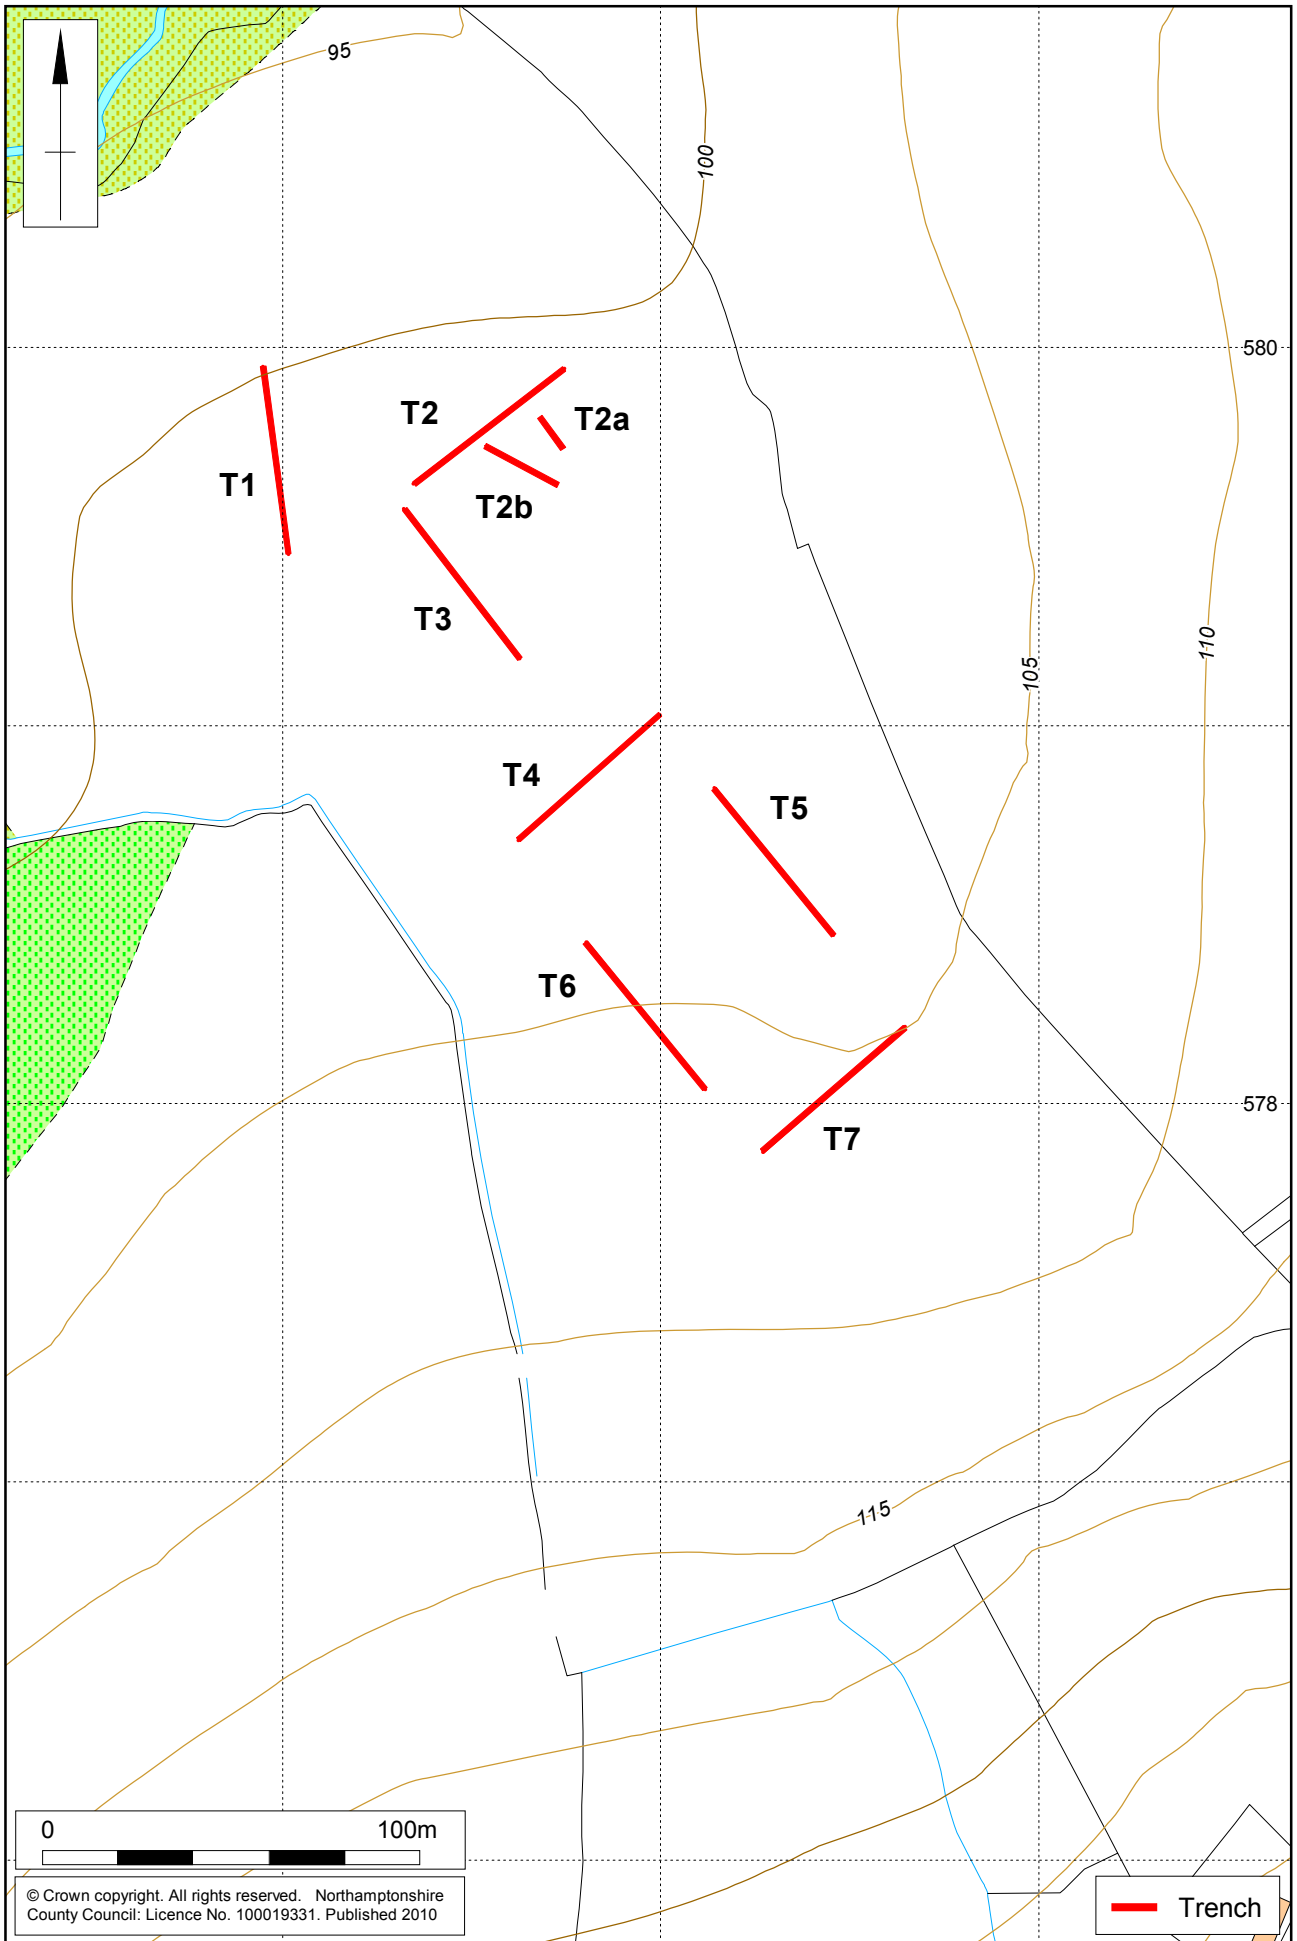 95
100
580
T2
T2a
T1
T2b
T3
110
105
T4
T5
T6
578
T7
115
0 100m
© Crown copyright. All rights reserved. Northamptonshire
County Council: Licence No. 100019331. Published 2010
Trench